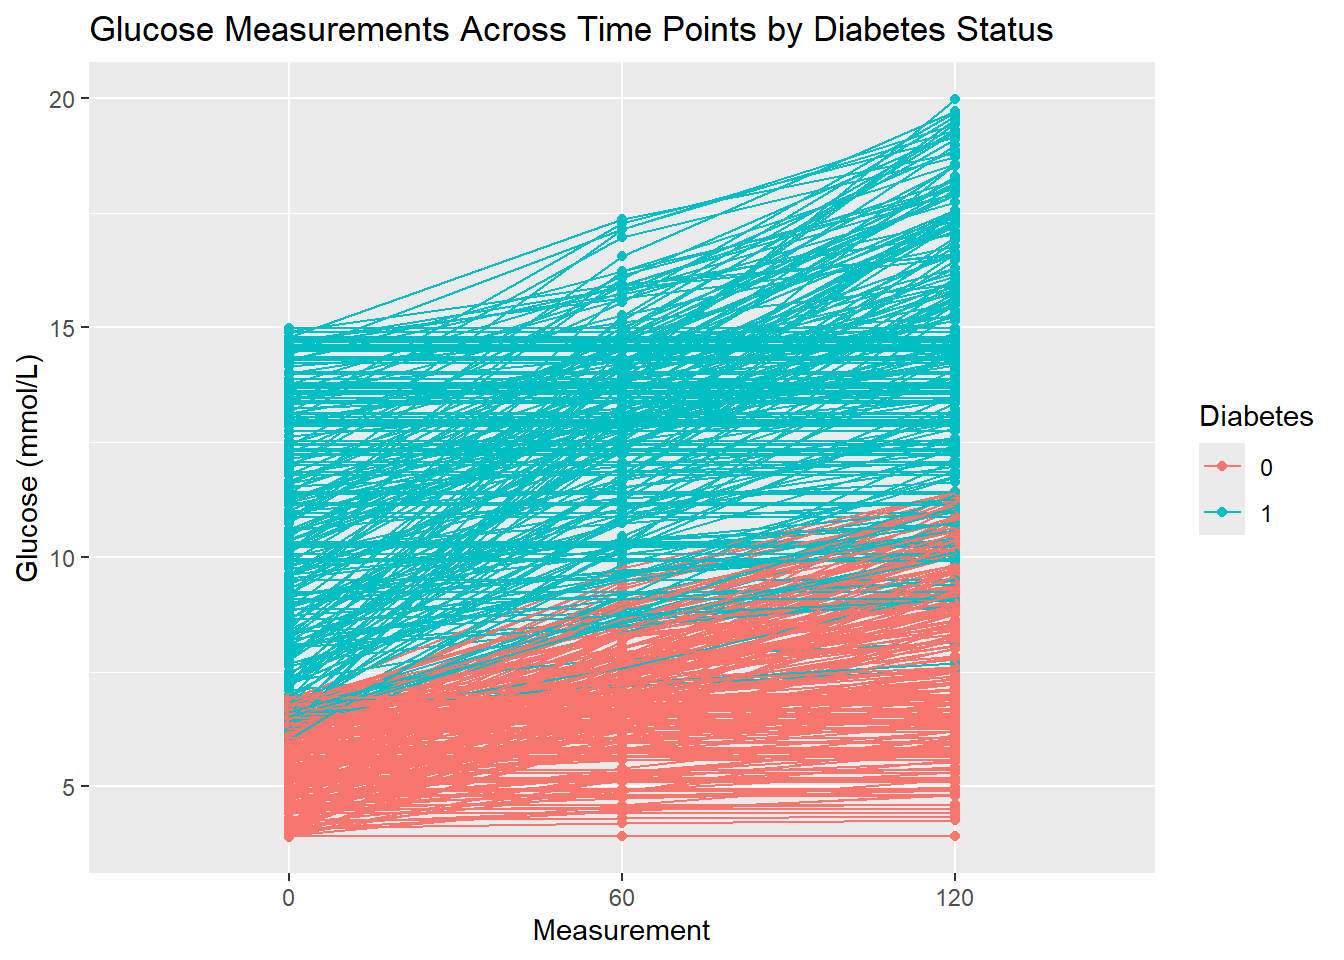 Glucose Measurements Across Time Points by Diabetes Status
20
15
10
5
Glucose (mmol/L)
0
60
120
Measurement
Diabetes
0
1